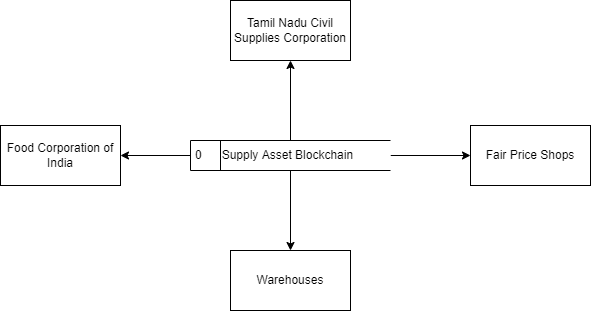 Tamil Nadu Civil
Supplies Corporation
Food Corporation of
India
0
Supply Asset Blockchain
Fair Price Shops
Warehouses